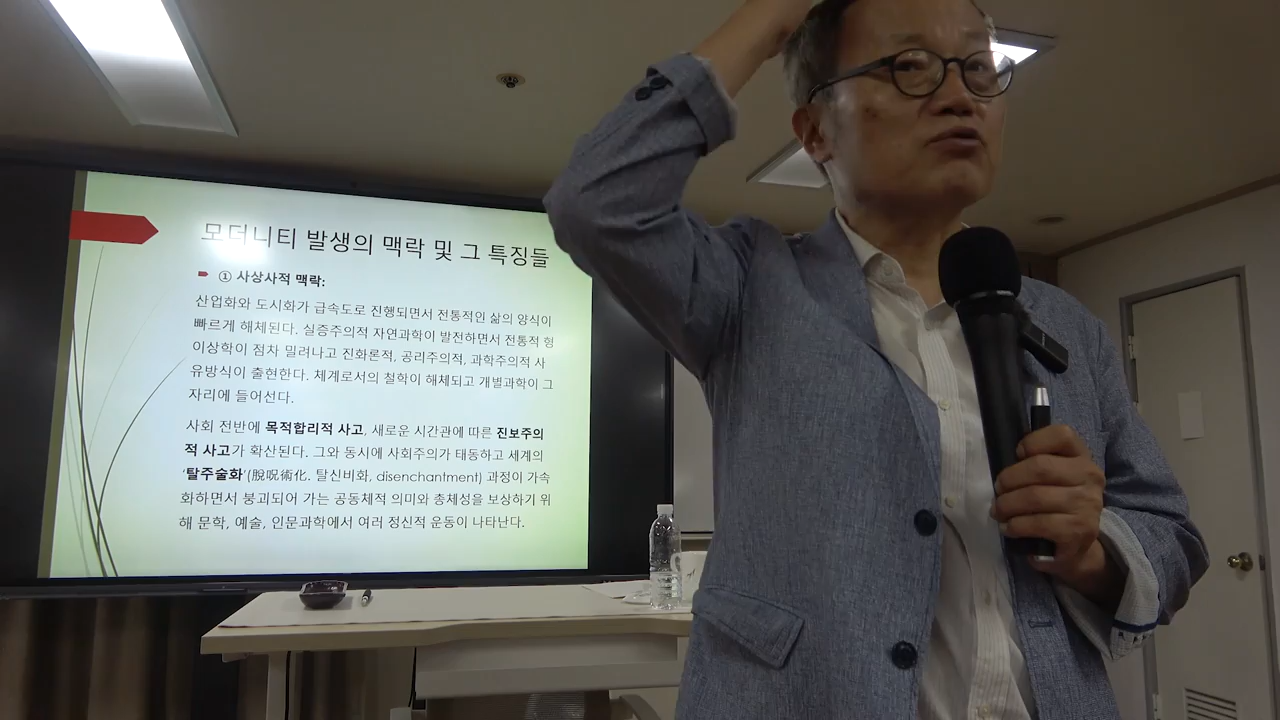 모더니티 발생의 맥락 및 그 특징들
① 사상사적 맥락:
산업화와 도시화가 급속도로 진행되면서 전통적인 삶의 양식이
빠르게 해체된다. 실증주의적 자연과학이 발전하면서 전통적 형
이상학이 점차 밀려나고 진화론적, 공리주의적, 과학주의적 사
유방식이 출현한다. 체계로서의 철학이 해체되고 개별과학이 그
자리에 들어선다.
사회 전반에 목적합리적 사고, 새로운 시간관에 따른 진보주의
적 사고가 확산된다. 그와 동시에 사회주의가 태동하고 세계의
‘탈주술화’(脫呪術化. 탈신비화, disenchantment) 과정이 가속
화하면서 붕괴되어 가는 공동체적 의미와 총체성을 보상하기 위
해 문학, 예술, 인문과학에서 여러 정신적 운동이 나타난다.